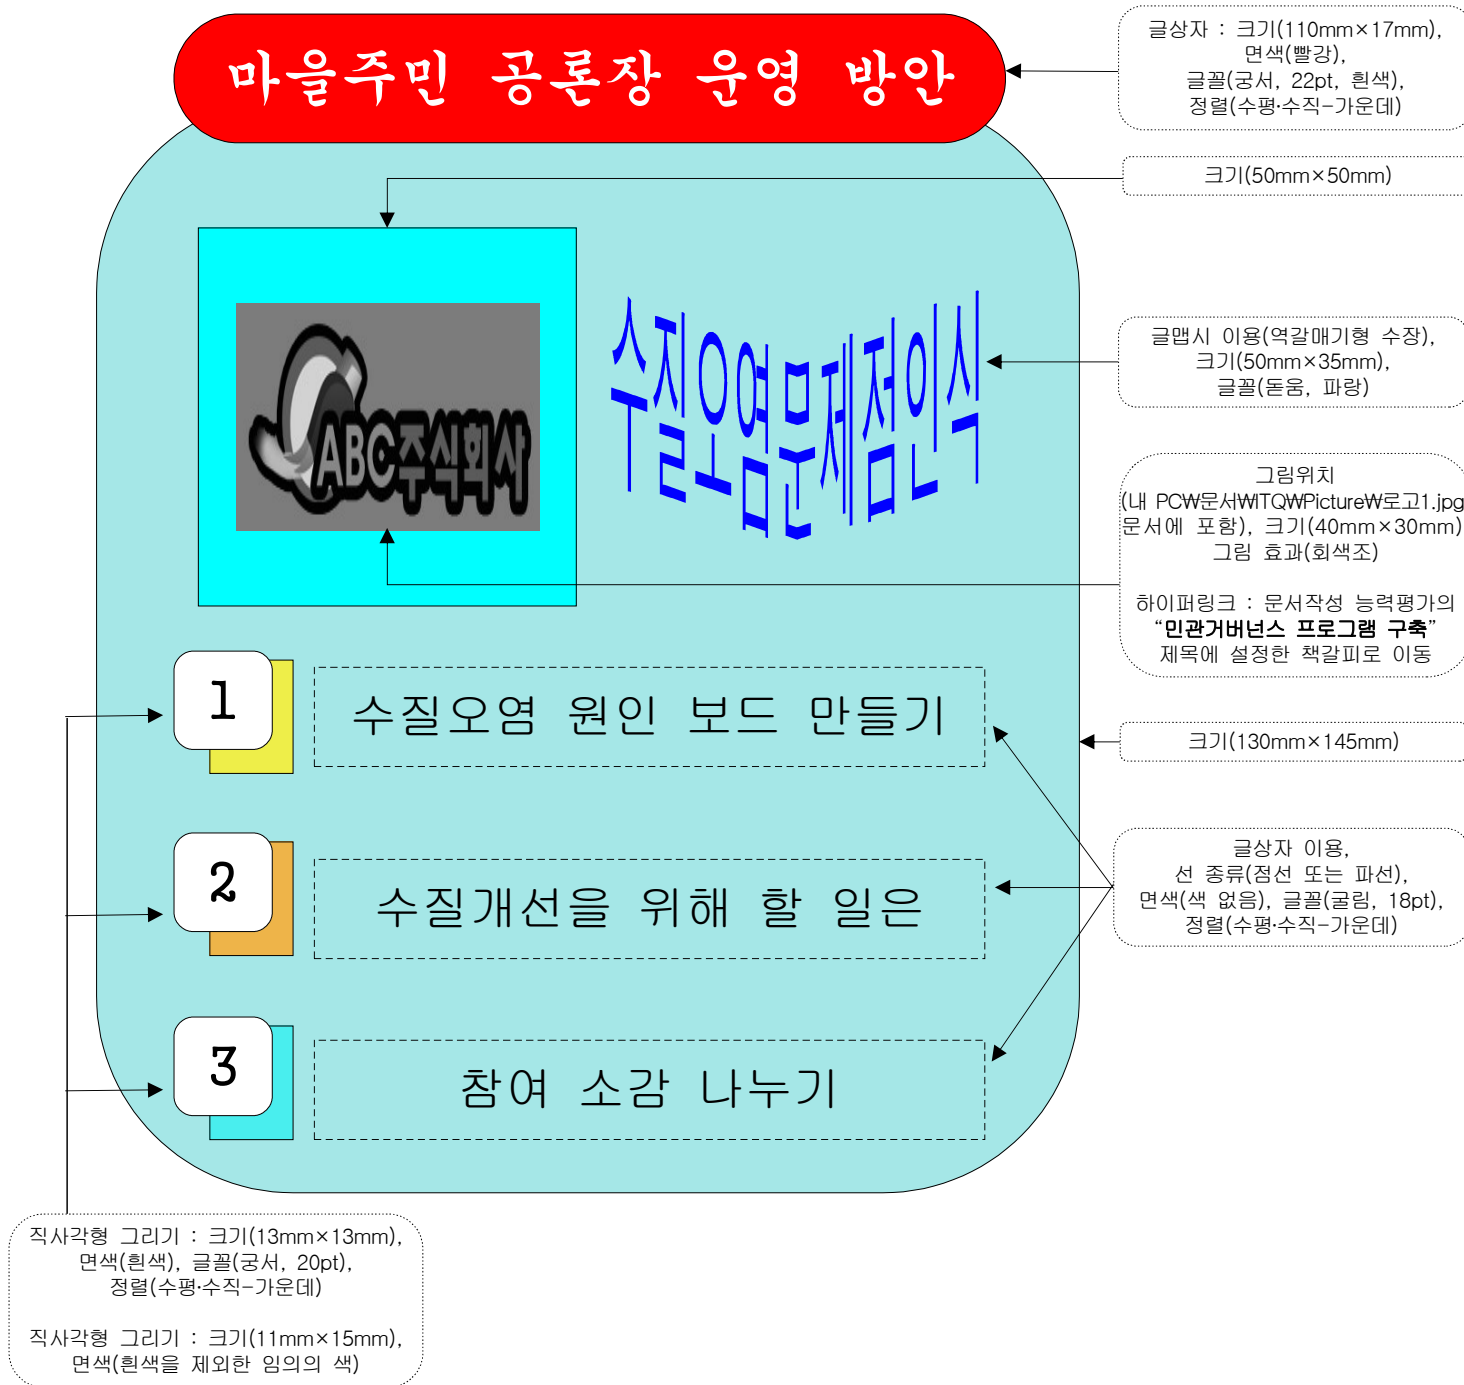 마을주민 공론장 운영 방안
글상자 : 크기(110mm×17mm),
면색(빨강),
글꼴(궁서, 22pt, 흰색),
정렬(수평·수직-가운데)
크기(50mm×50mm)
ABC주식회사
수질오염문제점인식
글맵시 이용(역갈매기형 수장),
크기(50mm×35mm),
글꼴(돋움, 파랑)
그림위치
(내 PC₩문서₩ITQ₩Picture₩로고1.jpg
문서에 포함), 크기(40mm×30mm)
그림 효과(회색조)
하이퍼링크 : 문서작성 능력평가의
“민관거버넌스 프로그램 구축”
제목에 설정한 책갈피로 이동
1
수질오염 원인 보드 만들기
크기(130mm×145mm)
2
수질개선을 위해 할 일은
글상자 이용,
선 종류(점선 또는 파선),
면색(색 없음), 글꼴(굴림, 18pt),
정렬(수평·수직-가운데)
3
참여 소감 나누기
직사각형 그리기 : 크기(13mm×13mm),
면색(흰색), 글꼴(궁서, 20pt),
정렬(수평·수직-가운데)
직사각형 그리기 : 크기(11mm×15mm),
면색(흰색을 제외한 임의의 색)